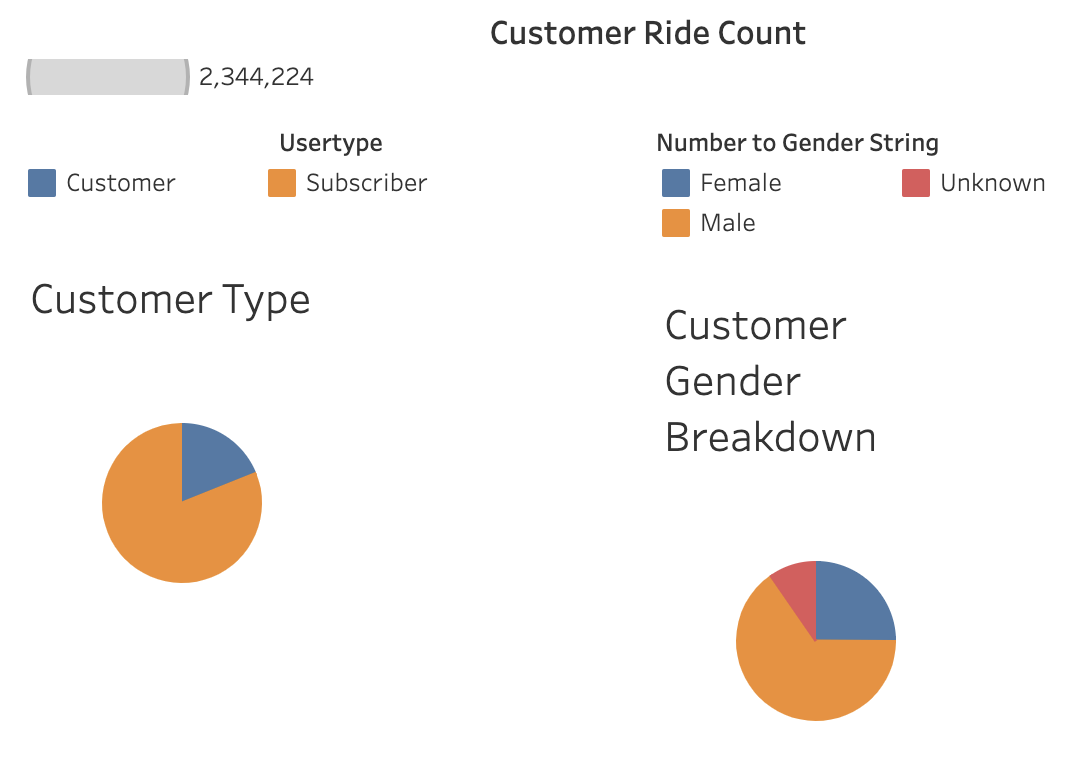 Customer Ride Count
2,344,224
Usertype
Customer
Subscriber
Number to Gender String
Female
Unknown
Male
Customer Type
Customer
Gender
Breakdown